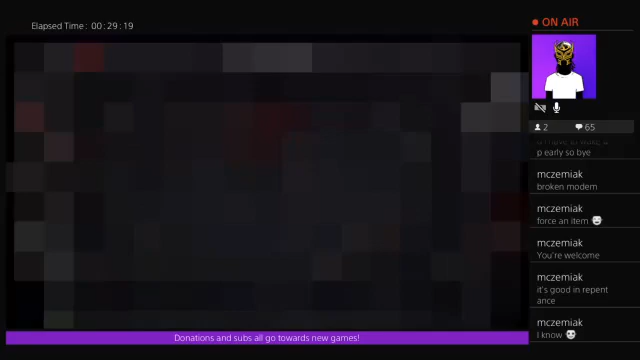 Elapsed Time: 00:29:19
ON AIR
2
65
p early so bye
mczemiak
broken modem
mczemiak
force an item
mczemiak
You're welcome
mczemiak
it's good in repent
ance
mczemiak
I know
Donations and subs all go towards new games!